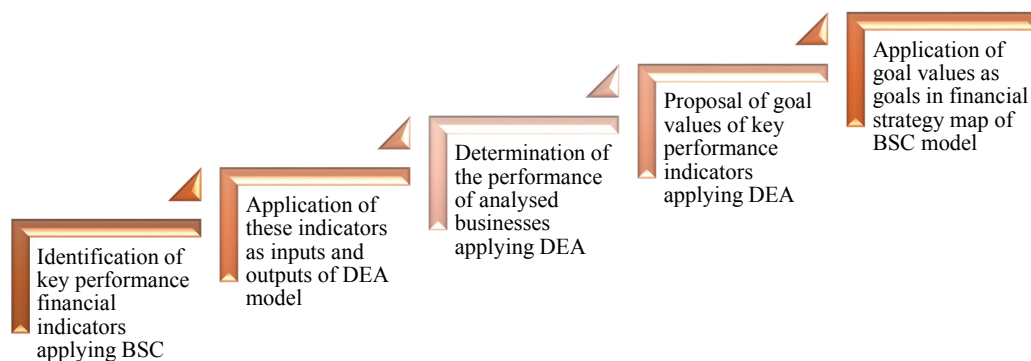 Identification of
key performance
financial
indicators
applying BSC
Application of
these indicators
as inputs and
outputs of DEA
model
Determination of
the performance
of analysed
businesses
applying DEA
Proposal of goal
values of key
performance
indicators
applying DEA
Application of
goal values as
goals in financial
strategy map of
BSC model